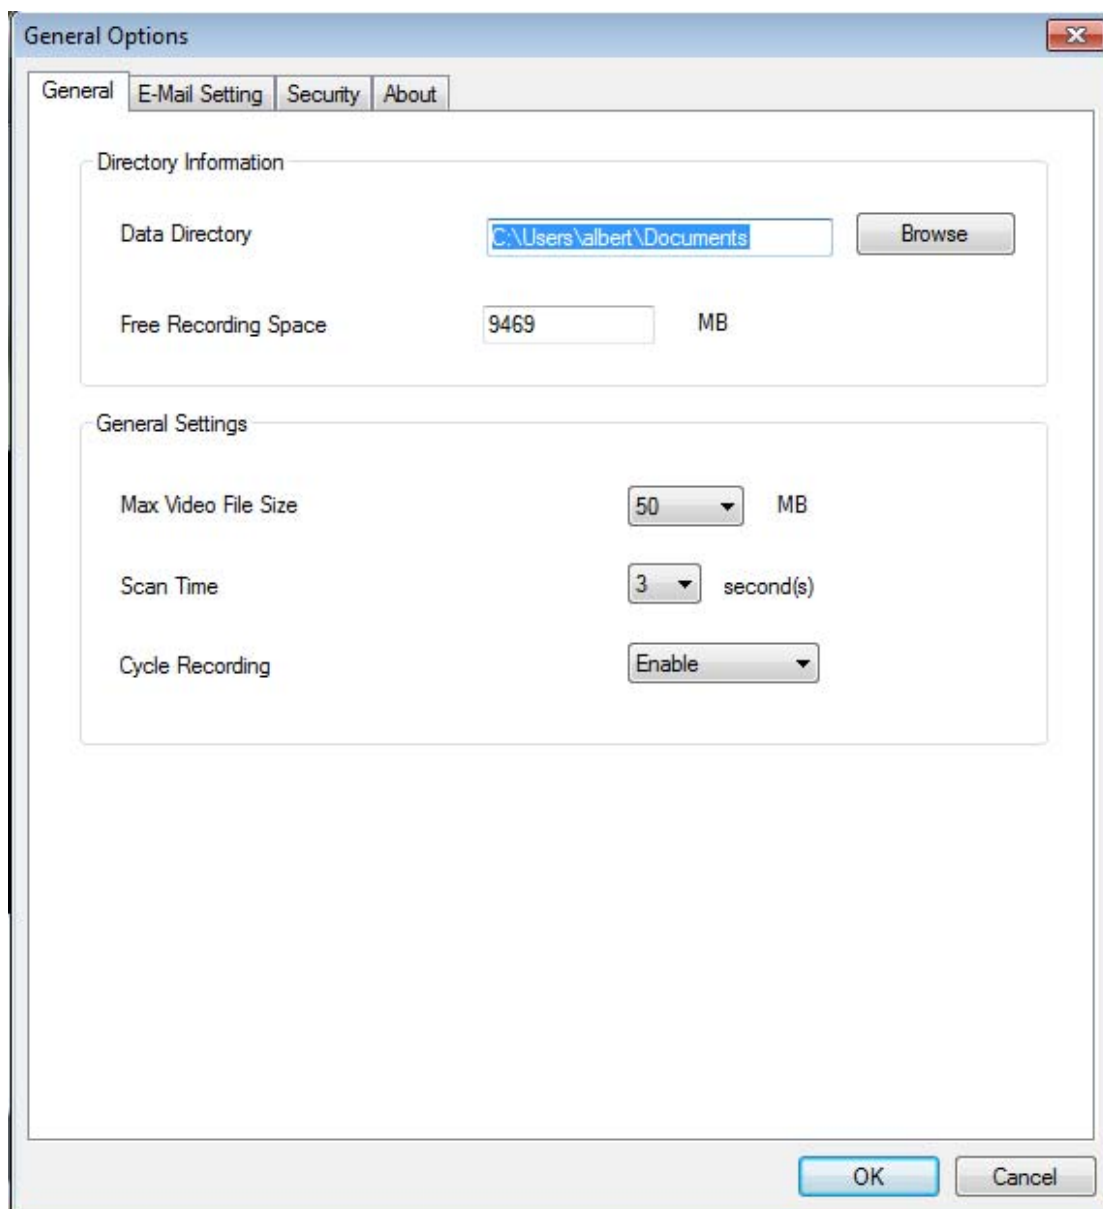 General Options
General E-Mail Setting Security About
Directory Information
Data Directory C:\Users\albert\Documents Browse
Free Recording Space 9469 MB
General Settings
Max Video File Size 50 MB
Scan Time 3 second(s)
Cycle Recording Enable
OK Cancel